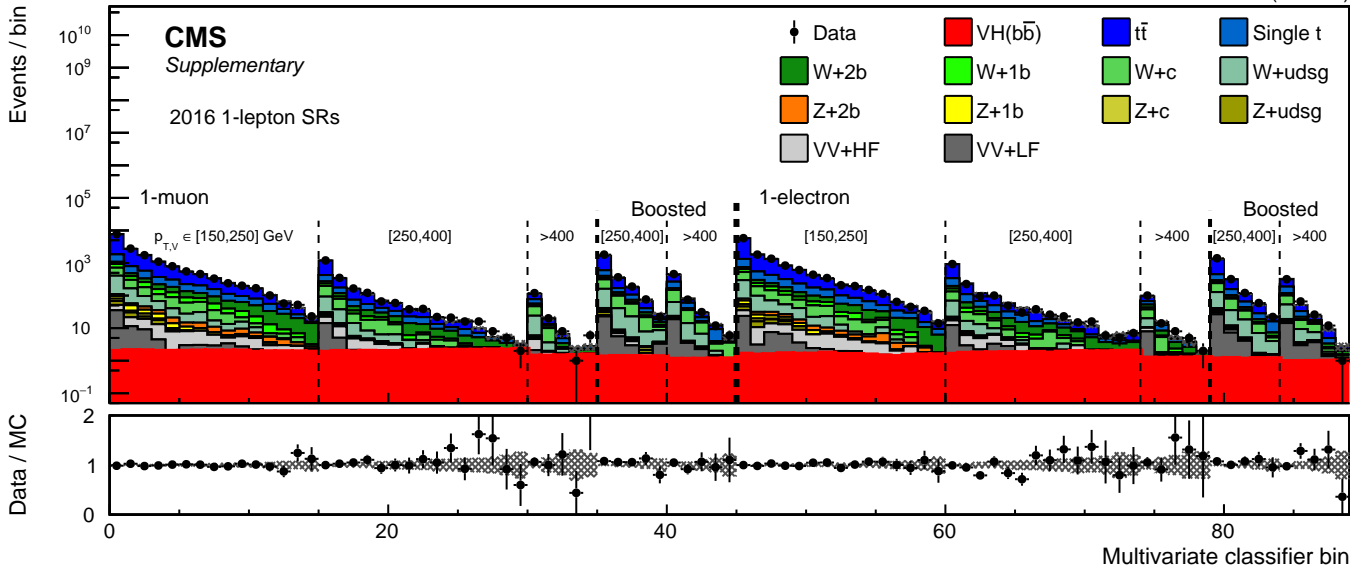 Events / bin
10^10
10^9
10^7
10^5
10^3
10
10^−1
CMS
Supplementary
2016 1-lepton SRs
Data
VH(bb̅)
tt̅
Single t
W+2b
W+1b
W+c
W+udsg
Z+2b
Z+1b
Z+c
Z+udsg
VV+HF
VV+LF
1-muon
Boosted
1-electron
Boosted
p_T,V ∈ [150,250] GeV
[250,400]
>400
[250,400]
>400
[150,250]
[250,400]
>400
[250,400]
>400
Data / MC
2
1
0
0
20
40
60
80
Multivariate classifier bin